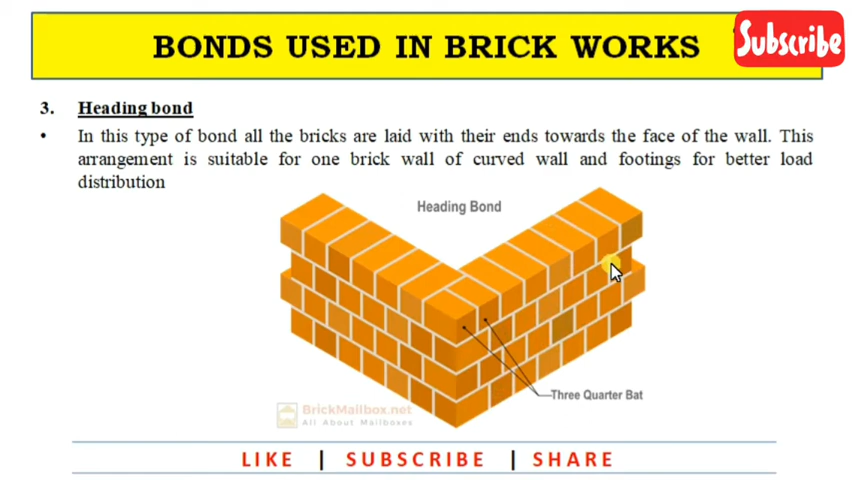 BONDS USED IN BRICK WORKS
Subscribe
3. Heading bond
• In this type of bond all the bricks are laid with their ends towards the face of the wall. This
arrangement is suitable for one brick wall of curved wall and footings for better load
distribution
Heading Bond
Three Quarter Bat
BrickMailbox.net
All About Mailboxes
LIKE | SUBSCRIBE | SHARE